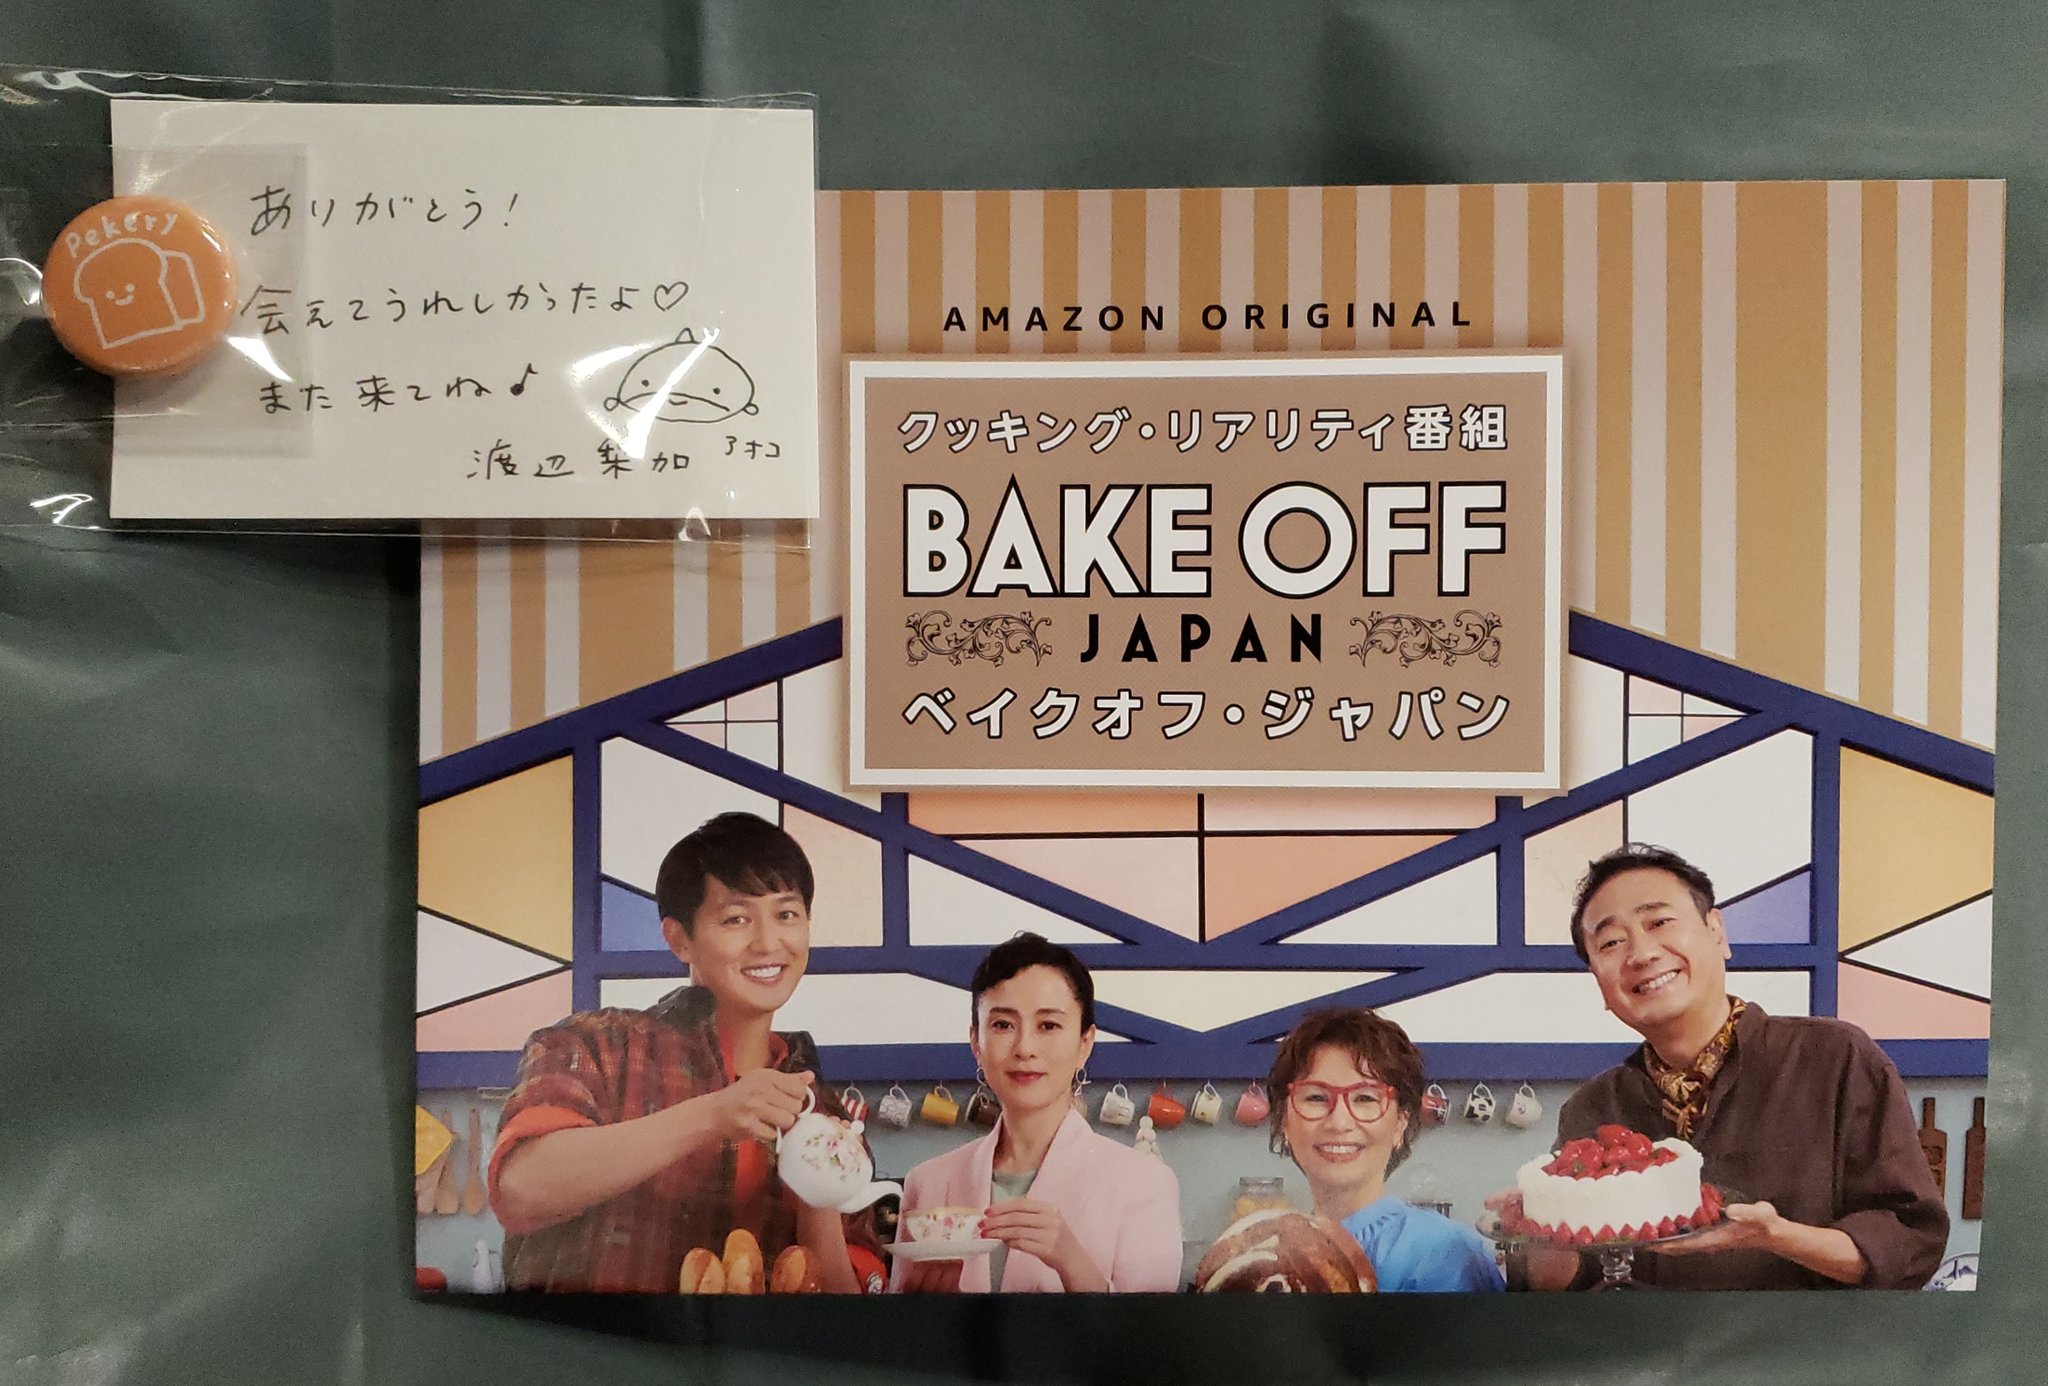 Pekery
ありがとう!
会えてうれしかったよ♡
また来てね♪
渡辺梨加 アオコ
AMAZON ORIGINAL
クッキング・リアリティ番組
BAKE OFF
JAPAN
ベイクオフ・ジャパン